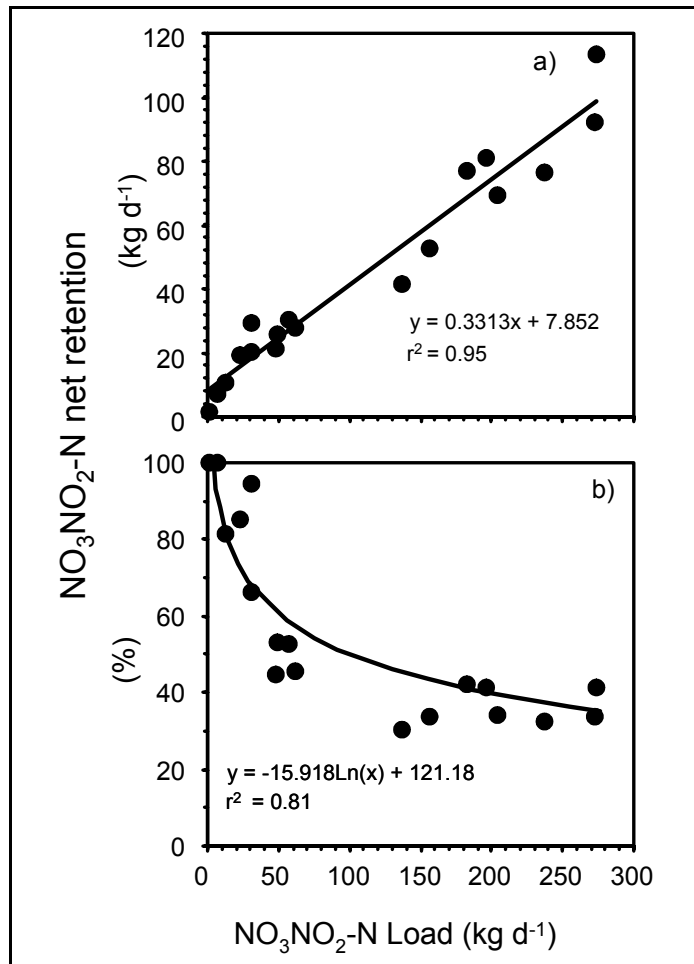 120
a)
100
80
60
40
y = 0.3313x + 7.852
r² = 0.95
20
0
NO₃NO₂-N net retention
(kg d⁻¹)
100
b)
80
60
40
20
y = -15.918Ln(x) + 121.18
r² = 0.81
0
(%)
0 50 100 150 200 250 300
NO₃NO₂-N Load (kg d⁻¹)